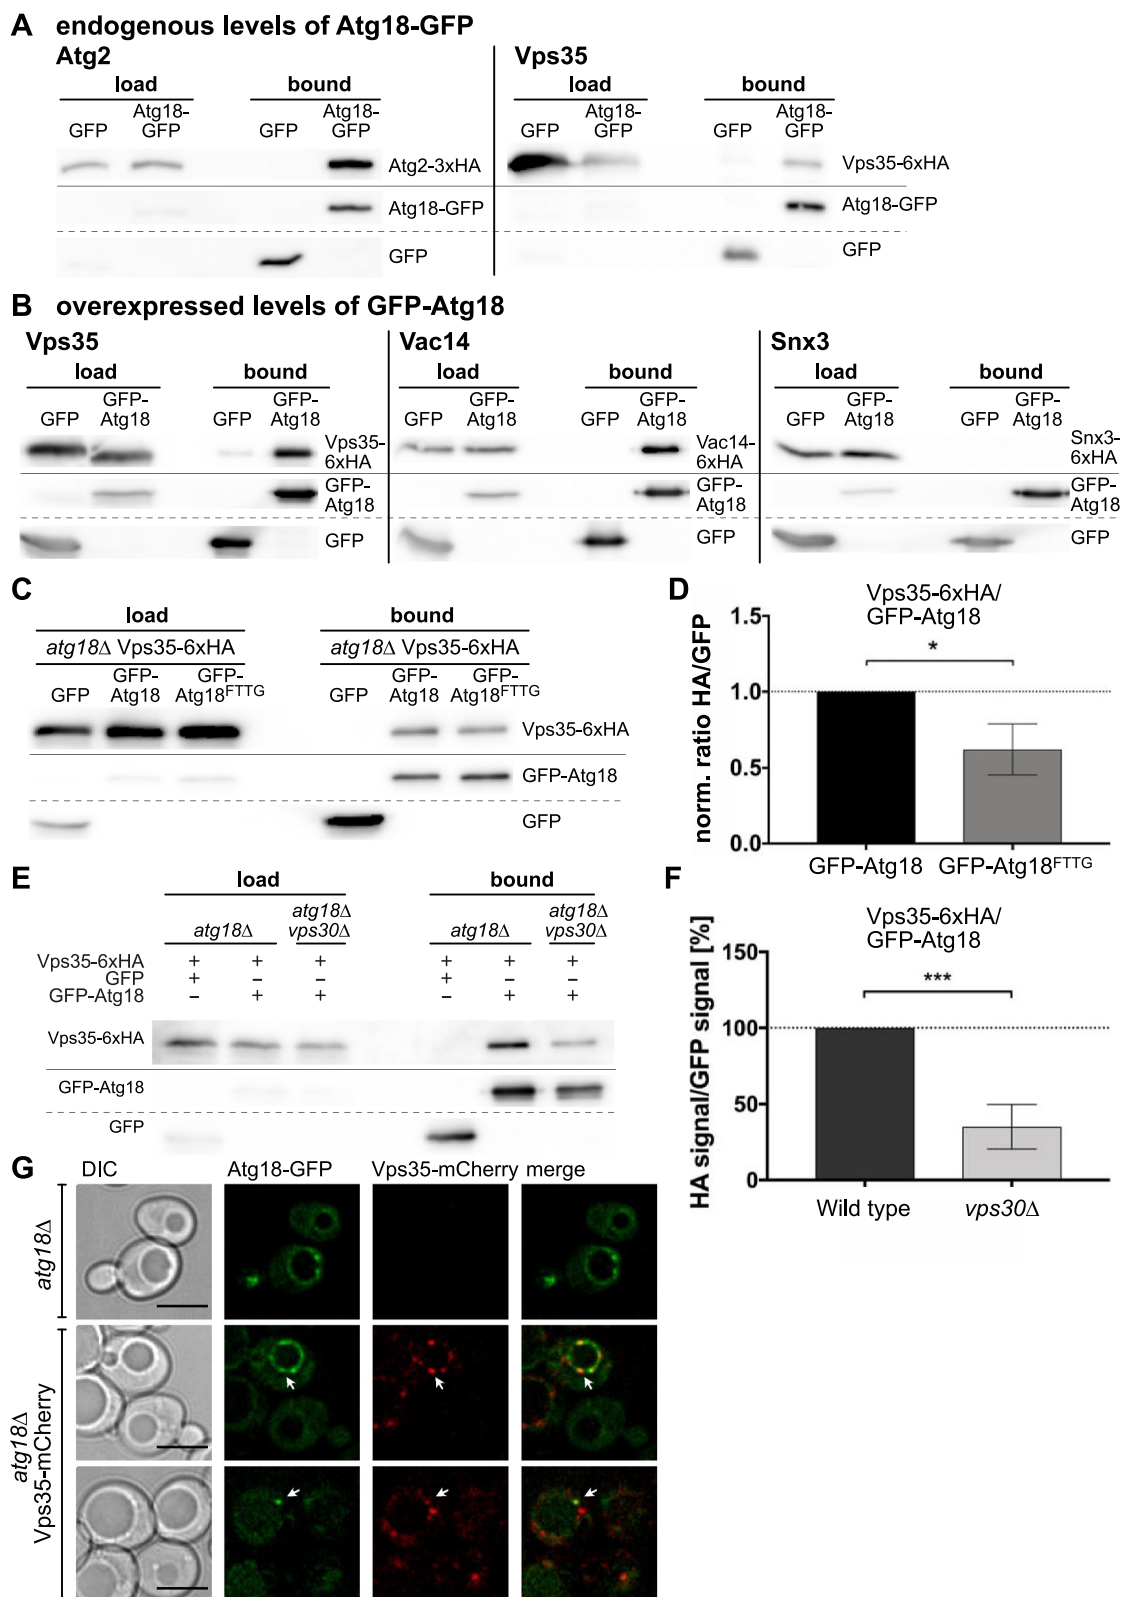 A endogenous levels of Atg18-GFP
Atg2
load bound
GFP Atg18-GFP GFP Atg18-GFP
Atg2-3xHA
Atg18-GFP
GFP
Vps35
load bound
GFP Atg18-GFP GFP Atg18-GFP
Vps35-6xHA
Atg18-GFP
GFP
B overexpressed levels of GFP-Atg18
Vps35
load bound
GFP GFP-Atg18 GFP GFP-Atg18
Vps35-6xHA
GFP-Atg18
GFP
Vac14
load bound
GFP GFP-Atg18 GFP GFP-Atg18
Vac14-6xHA
GFP-Atg18
GFP
Snx3
load bound
GFP GFP-Atg18 GFP GFP-Atg18
Snx3-6xHA
GFP-Atg18
GFP
C
load bound
atg18Δ Vps35-6xHA atg18Δ Vps35-6xHA
GFP GFP-Atg18 GFP-Atg18FTTG GFP GFP-Atg18 GFP-Atg18FTTG
Vps35-6xHA
GFP-Atg18
GFP
D
Vps35-6xHA/
GFP-Atg18
norm. ratio HA/GFP
1.5
*
1.0
0.5
0.0
GFP-Atg18 GFP-Atg18FTTG
E
load bound
atg18Δ atg18Δ vps30Δ atg18Δ atg18Δ vps30Δ
Vps35-6xHA + + + + + +
GFP + – – + – –
GFP-Atg18 – + + – + +
Vps35-6xHA
GFP-Atg18
GFP
F
Vps35-6xHA/
GFP-Atg18
HA signal/GFP signal [%]
150
***
100
50
0
Wild type vps30Δ
G
DIC Atg18-GFP Vps35-mCherry merge
atg18Δ
atg18Δ
Vps35-mCherry